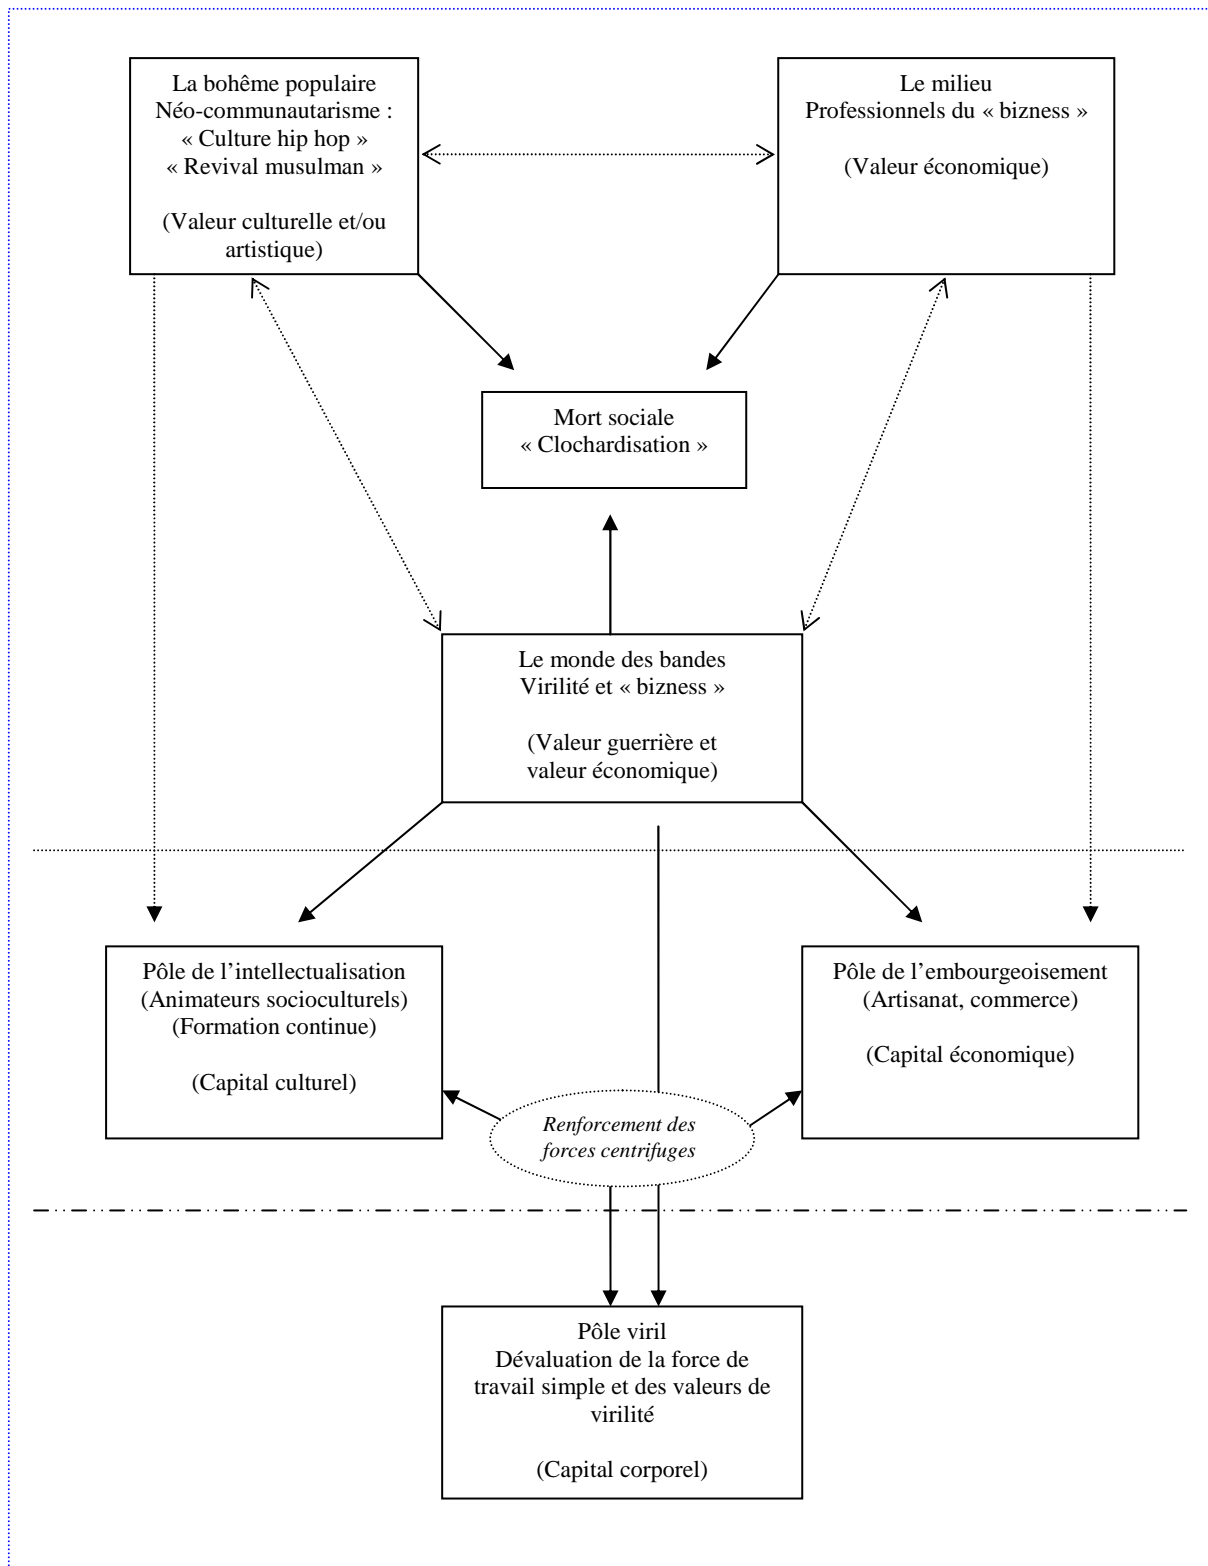 La bohême populaire
Néo-communautarisme :
« Culture hip hop »
« Revival musulman »
(Valeur culturelle et/ou
artistique)
Le milieu
Professionnels du « bizness »
(Valeur économique)
Mort sociale
« Clochardisation »
Le monde des bandes
Virilité et « bizness »
(Valeur guerrière et
valeur économique)
Pôle de l’intellectualisation
(Animateurs socioculturels)
(Formation continue)
(Capital culturel)
Pôle de l’embourgeoisement
(Artisanat, commerce)
(Capital économique)
Renforcement des
forces centrifuges
Pôle viril
Dévaluation de la force de
travail simple et des valeurs de
virilité
(Capital corporel)